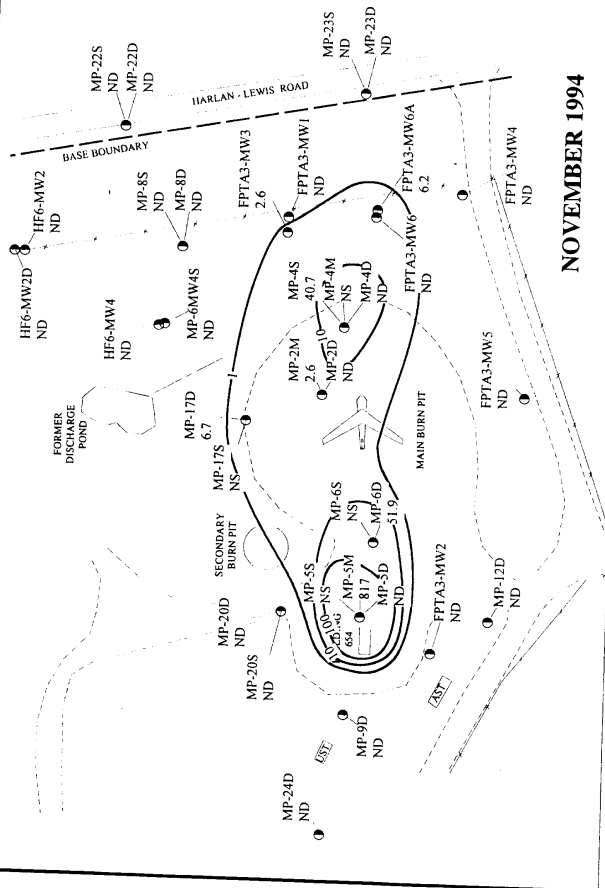 MP-22S
ND
MP-22D
ND
MP-23S
ND
MP-23D
ND
HARLAN - LEWIS ROAD
BASE BOUNDARY
HF6-MW2
ND
HF6-MW2D
ND
MP-8S
ND
MP-8D
ND
HF6-MW4
ND
MP-6MW4S
ND
FPTA3-MW3
2.6
FPTA3-MW1
ND
FPTA3-MW6A
6.2
FPTA3-MW6
ND
FPTA3-MW4
ND
FORMER
DISCHARGE
POND
MP-4S
40.7
MP-4M
NS
MP-4D
ND
10
1
MP-2M
2.6
MP-2D
ND
MP-17D
6.7
MP-17S
NS
MAIN BURN PIT
FPTA3-MW5
ND
SECONDARY
BURN PIT
MP-6S
NS
MP-6D
51.9
MP-5S
NS
MP-5M
817
MP-5D
ND
10
100
654
MP-20D
ND
MP-20S
ND
FPTA3-MW2
ND
MP-12D
ND
AST
UST
MP-9D
ND
MP-24D
ND
NOVEMBER 1994